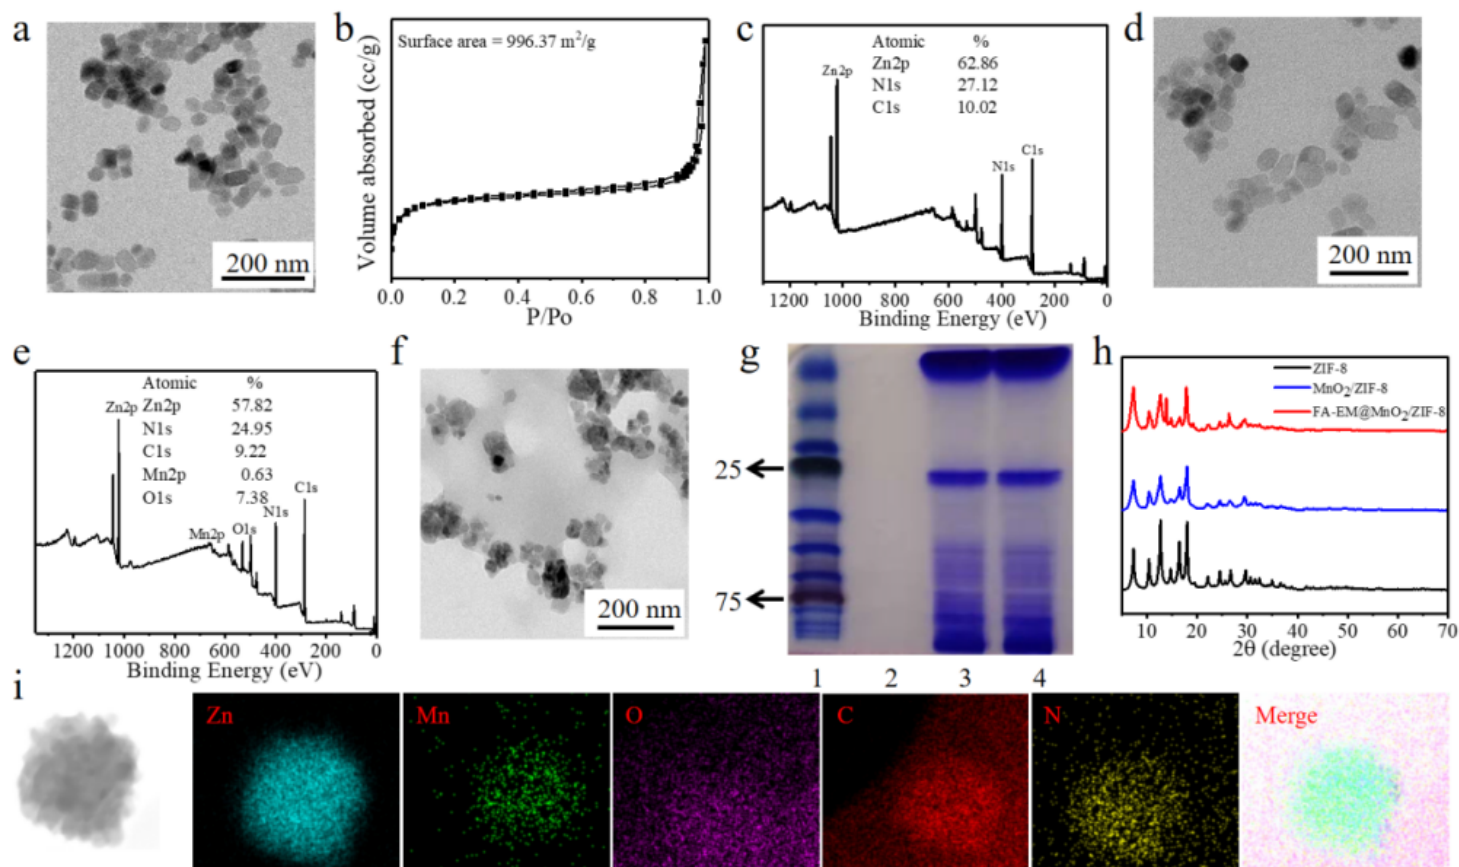 a
200 nm
b
Surface area = 996.37 m²/g
Volume absorbed (cc/g)
0.0 0.2 0.4 0.6 0.8 1.0
P/Po
c
Atomic %
Zn2p 62.86
N1s 27.12
C1s 10.02
Zn2p
N1s
C1s
1200 1000 800 600 400 200 0
Binding Energy (eV)
d
200 nm
e
Atomic %
Zn2p 57.82
N1s 24.95
C1s 9.22
Mn2p 0.63
O1s 7.38
Zn2p
Mn2p
O1s
N1s
C1s
1200 1000 800 600 400 200 0
Binding Energy (eV)
f
200 nm
g
25
75
1 2 3 4
h
ZIF-8
MnO₂/ZIF-8
FA-EM@MnO₂/ZIF-8
10 20 30 40 50 60 70
2θ (degree)
i
Zn
Mn
O
C
N
Merge